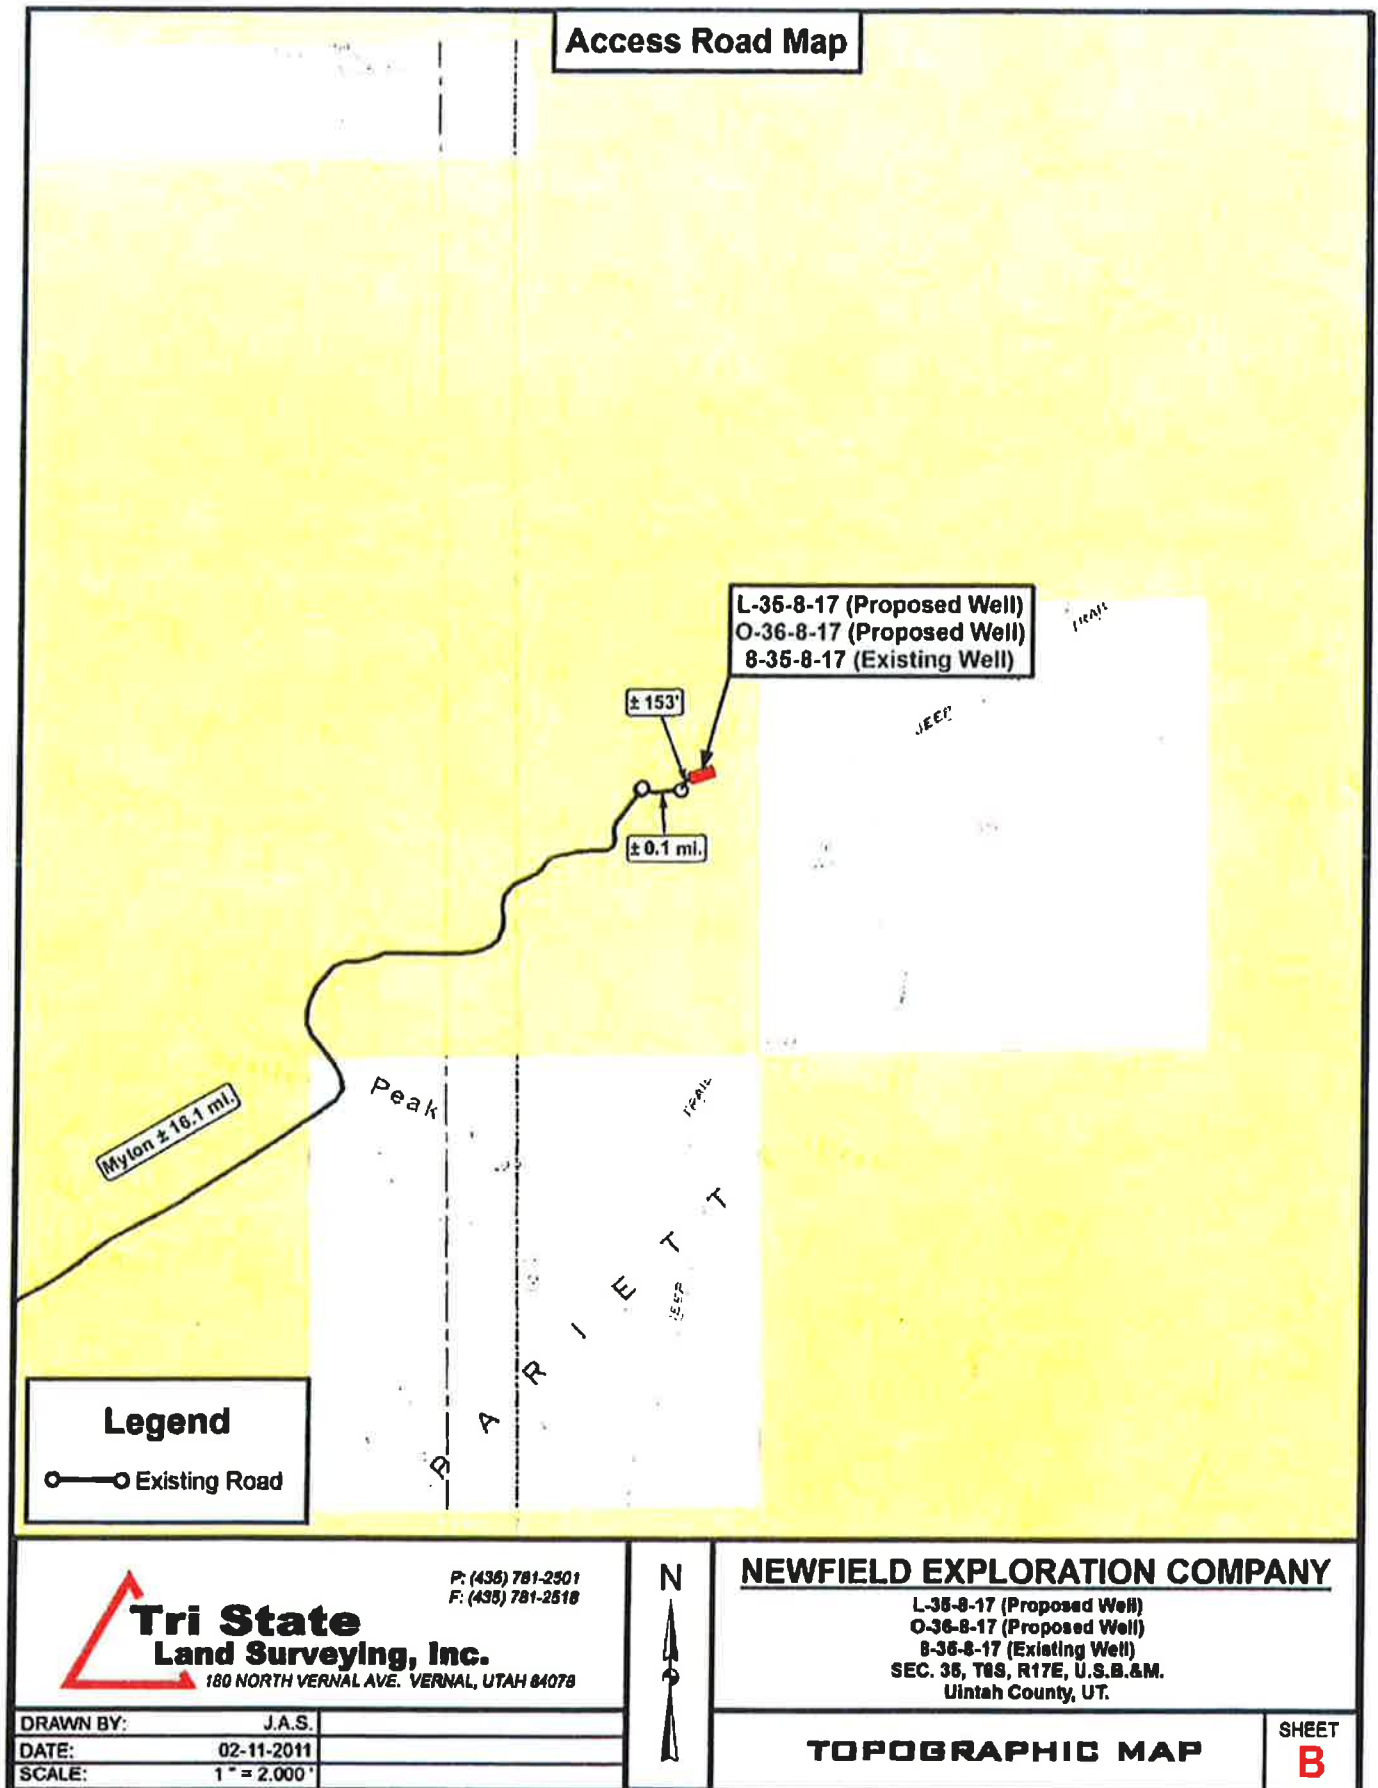 Access Road Map
L-35-8-17 (Proposed Well)
O-36-8-17 (Proposed Well)
8-35-8-17 (Existing Well)
TRAIL
JEEP
± 153'
± 0.1 mi.
Myton ± 16.1 mi.
Peak
TRAIL
PARIETT
JEEP
Legend
Existing Road
Tri State
Land Surveying, Inc.
180 NORTH VERNAL AVE. VERNAL, UTAH 84078
P: (435) 781-2501
F: (435) 781-2518
N
NEWFIELD EXPLORATION COMPANY
L-35-8-17 (Proposed Well)
O-36-8-17 (Proposed Well)
8-35-8-17 (Existing Well)
SEC. 35, T8S, R17E, U.S.B.&M.
Uintah County, UT.
DRAWN BY: J.A.S.
DATE: 02-11-2011
SCALE: 1" = 2,000'
TOPOGRAPHIC MAP
SHEET
B